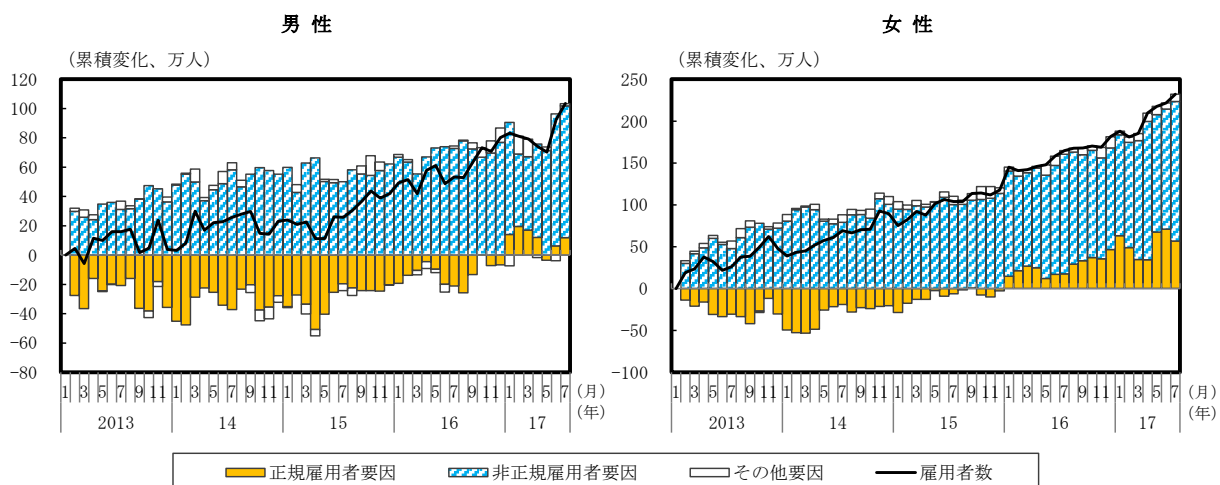 男 性
（累積変化、万人）
120
100
80
60
40
20
0
−20
−40
−60
−80
1 3 5 7 9 11 1 3 5 7 9 11 1 3 5 7 9 11 1 3 5 7 9 11 1 3 5 7 （月）
2013 14 15 16 17 （年）
女 性
（累積変化、万人）
250
200
150
100
50
0
−50
−100
1 3 5 7 9 11 1 3 5 7 9 11 1 3 5 7 9 11 1 3 5 7 9 11 1 3 5 7 （月）
2013 14 15 16 17 （年）
正規雇用者要因 非正規雇用者要因 その他要因 雇用者数